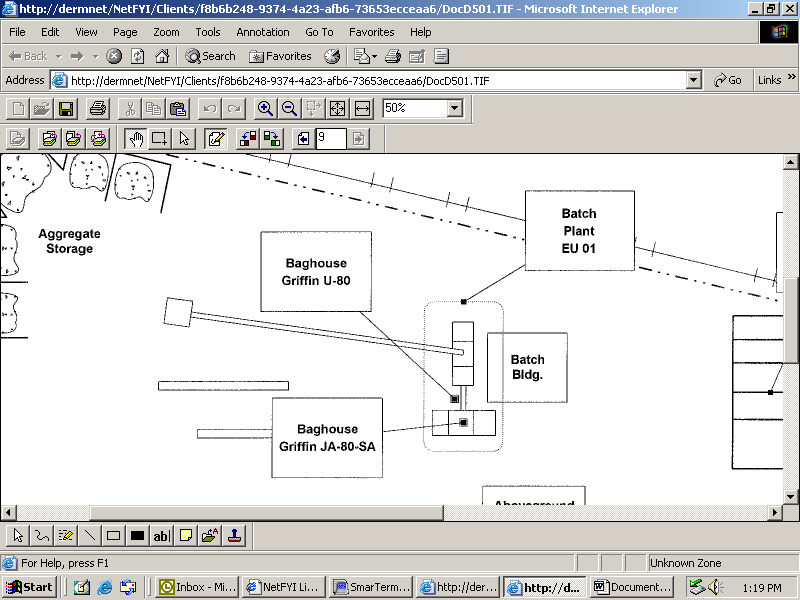 http://dermnet/NetFYI/Clients/f8b6b248-9374-4a23-afb6-73653ecceaa6/DocD501.TIF - Microsoft Internet Explorer
File Edit View Page Zoom Tools Annotation Go To Favorites Help
Back Search Favorites
Address http://dermnet/NetFYI/Clients/f8b6b248-9374-4a23-afb6-73653ecceaa6/DocD501.TIF Go Links »
50%
9
Batch
Plant
EU 01
Aggregate
Storage
Baghouse
Griffin U-80
Batch
Bldg.
Baghouse
Griffin JA-80-SA
Aboveground
ab|
For Help, press F1 Unknown Zone
Start Inbox - Mi... NetFYI Li... SmarTerm... http://der... http://d... Document... 1:19 PM